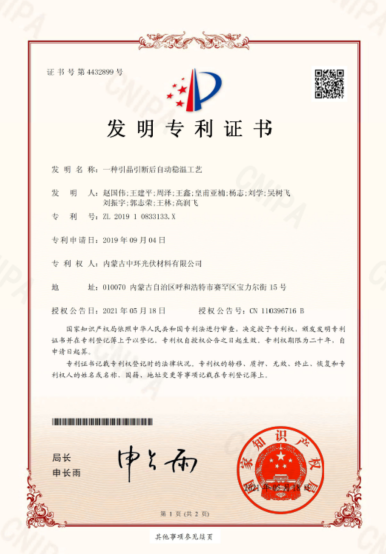 证书号第4432899号
发明专利证书
发明名称:一种引晶引断后自动稳温工艺
发明人:赵国伟;王建平;周泽;王鑫;皇甫亚楠;杨志;刘学;吴树飞
刘振宇;郭志荣;王林;高润飞
专利号:ZL 2019 1 0833133.X
专利申请日:2019年09月04日
专利权人:内蒙古中环光伏材料有限公司
地址:010070 内蒙古自治区呼和浩特市赛罕区宝力尔街15号
授权公告日:2021年05月18日 授权公告号:CN 110396716 B
国家知识产权局依照中华人民共和国专利法进行审查,决定授予专利权,颁发发明专利
证书并在专利登记簿上予以登记。专利权自授权公告之日起生效。专利权期限为二十年,自
申请日起算。
专利证书记载专利权登记时的法律状况。专利权的转移、质押、无效、终止、恢复和专
利权人的姓名或名称、国籍、地址变更等事项记载在专利登记簿上。
局长
申长雨
申长雨
国家知识产权局
2021年05月18日
第1页(共2页)
其他事项参见续页
CNIPA